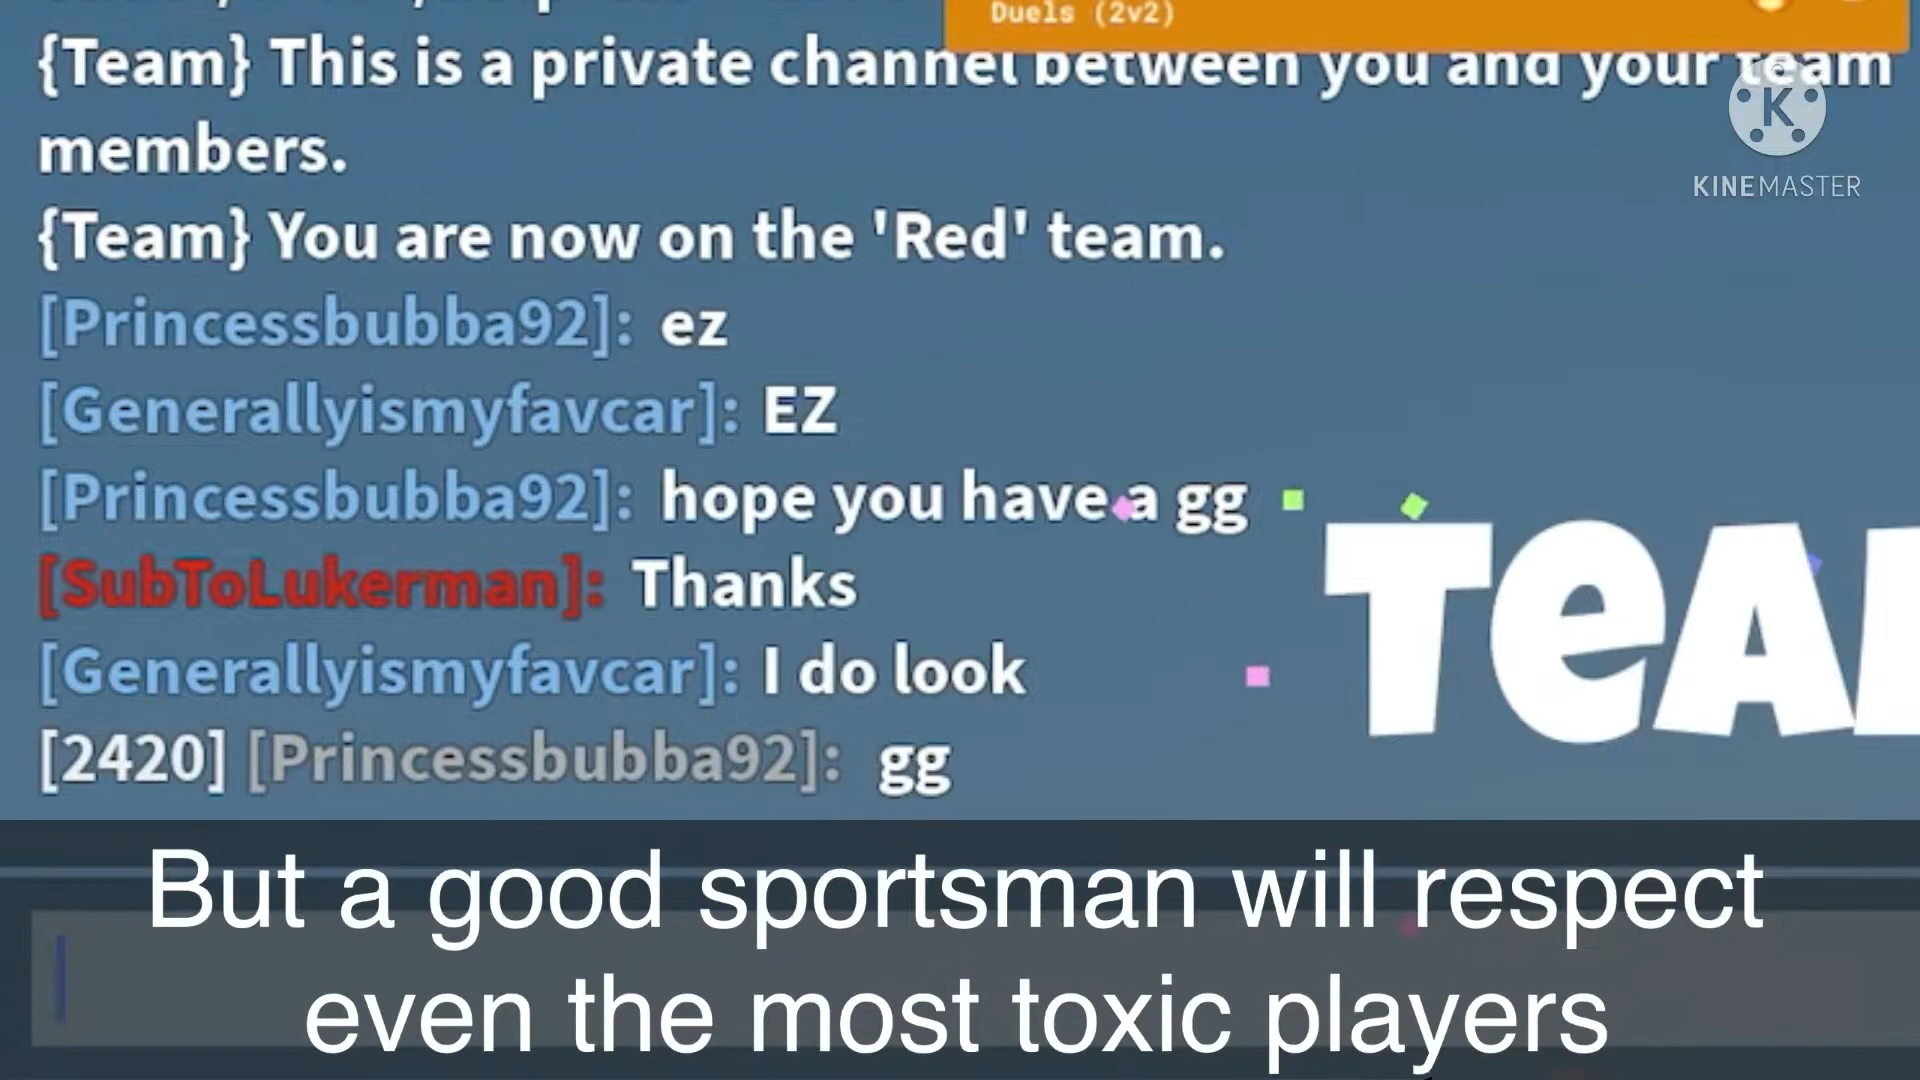 Duels (2v2)
{Team} This is a private channel between you and your team
members.
KINEMASTER
{Team} You are now on the 'Red' team.
[Princessbubba92]: ez
[Generallyismyfavcar]: EZ
[Princessbubba92]: hope you have a gg
[SubToLukerman]: Thanks
[Generallyismyfavcar]: I do look
[2420] [Princessbubba92]: gg
But a good sportsman will respect
even the most toxic players